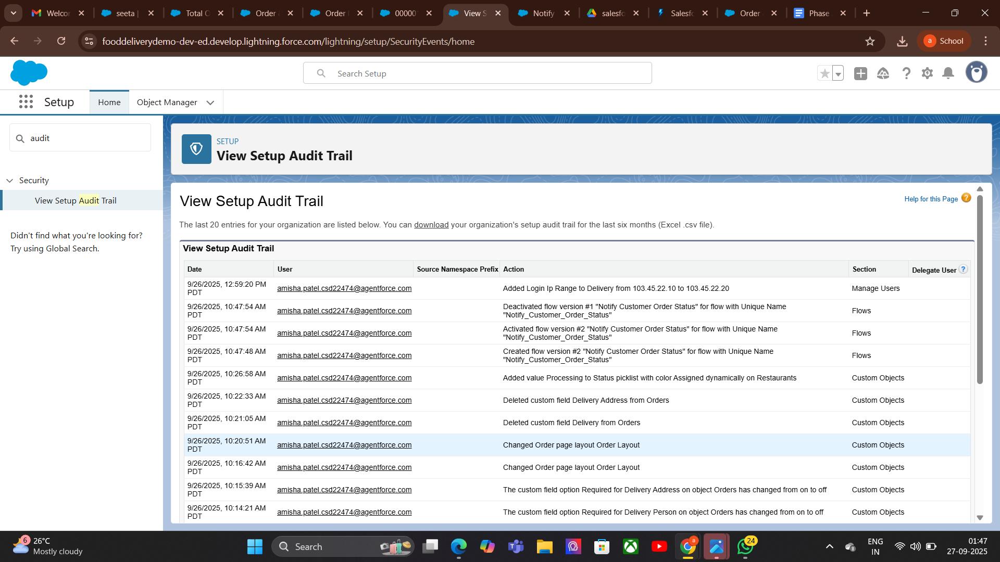 Welcor
seeta |
Total O
Order
Order
00000
View S
Notify
salesfo
Salesfo
Order
Phase
fooddeliverydemo-dev-ed.develop.lightning.force.com/lightning/setup/SecurityEvents/home
a School
Search Setup
Setup
Home
Object Manager
audit
SETUP
View Setup Audit Trail
Security
View Setup Audit Trail
Didn't find what you're looking for?
Try using Global Search.
View Setup Audit Trail
Help for this Page ?
The last 20 entries for your organization are listed below. You can download your organization's setup audit trail for the last six months (Excel .csv file).
View Setup Audit Trail
Date User Source Namespace Prefix Action Section Delegate User ?
9/26/2025, 12:59:20 PM PDT amisha.patel.csd22474@agentforce.com Added Login Ip Range to Delivery from 103.45.22.10 to 103.45.22.20 Manage Users
9/26/2025, 10:47:54 AM PDT amisha.patel.csd22474@agentforce.com Deactivated flow version #1 "Notify Customer Order Status" for flow with Unique Name "Notify_Customer_Order_Status" Flows
9/26/2025, 10:47:54 AM PDT amisha.patel.csd22474@agentforce.com Activated flow version #2 "Notify Customer Order Status" for flow with Unique Name "Notify_Customer_Order_Status" Flows
9/26/2025, 10:47:48 AM PDT amisha.patel.csd22474@agentforce.com Created flow version #2 "Notify Customer Order Status" for flow with Unique Name "Notify_Customer_Order_Status" Flows
9/26/2025, 10:26:58 AM PDT amisha.patel.csd22474@agentforce.com Added value Processing to Status picklist with color Assigned dynamically on Restaurants Custom Objects
9/26/2025, 10:22:33 AM PDT amisha.patel.csd22474@agentforce.com Deleted custom field Delivery Address from Orders Custom Objects
9/26/2025, 10:21:05 AM PDT amisha.patel.csd22474@agentforce.com Deleted custom field Delivery from Orders Custom Objects
9/26/2025, 10:20:51 AM PDT amisha.patel.csd22474@agentforce.com Changed Order page layout Order Layout Custom Objects
9/26/2025, 10:16:42 AM PDT amisha.patel.csd22474@agentforce.com Changed Order page layout Order Layout Custom Objects
9/26/2025, 10:15:39 AM PDT amisha.patel.csd22474@agentforce.com The custom field option Required for Delivery Address on object Orders has changed from on to off Custom Objects
9/26/2025, 10:14:21 AM PDT amisha.patel.csd22474@agentforce.com The custom field option Required for Delivery Person on object Orders has changed from on to off Custom Objects
6
26°C
Mostly cloudy
Search
24
ENG
IN
01:47
27-09-2025